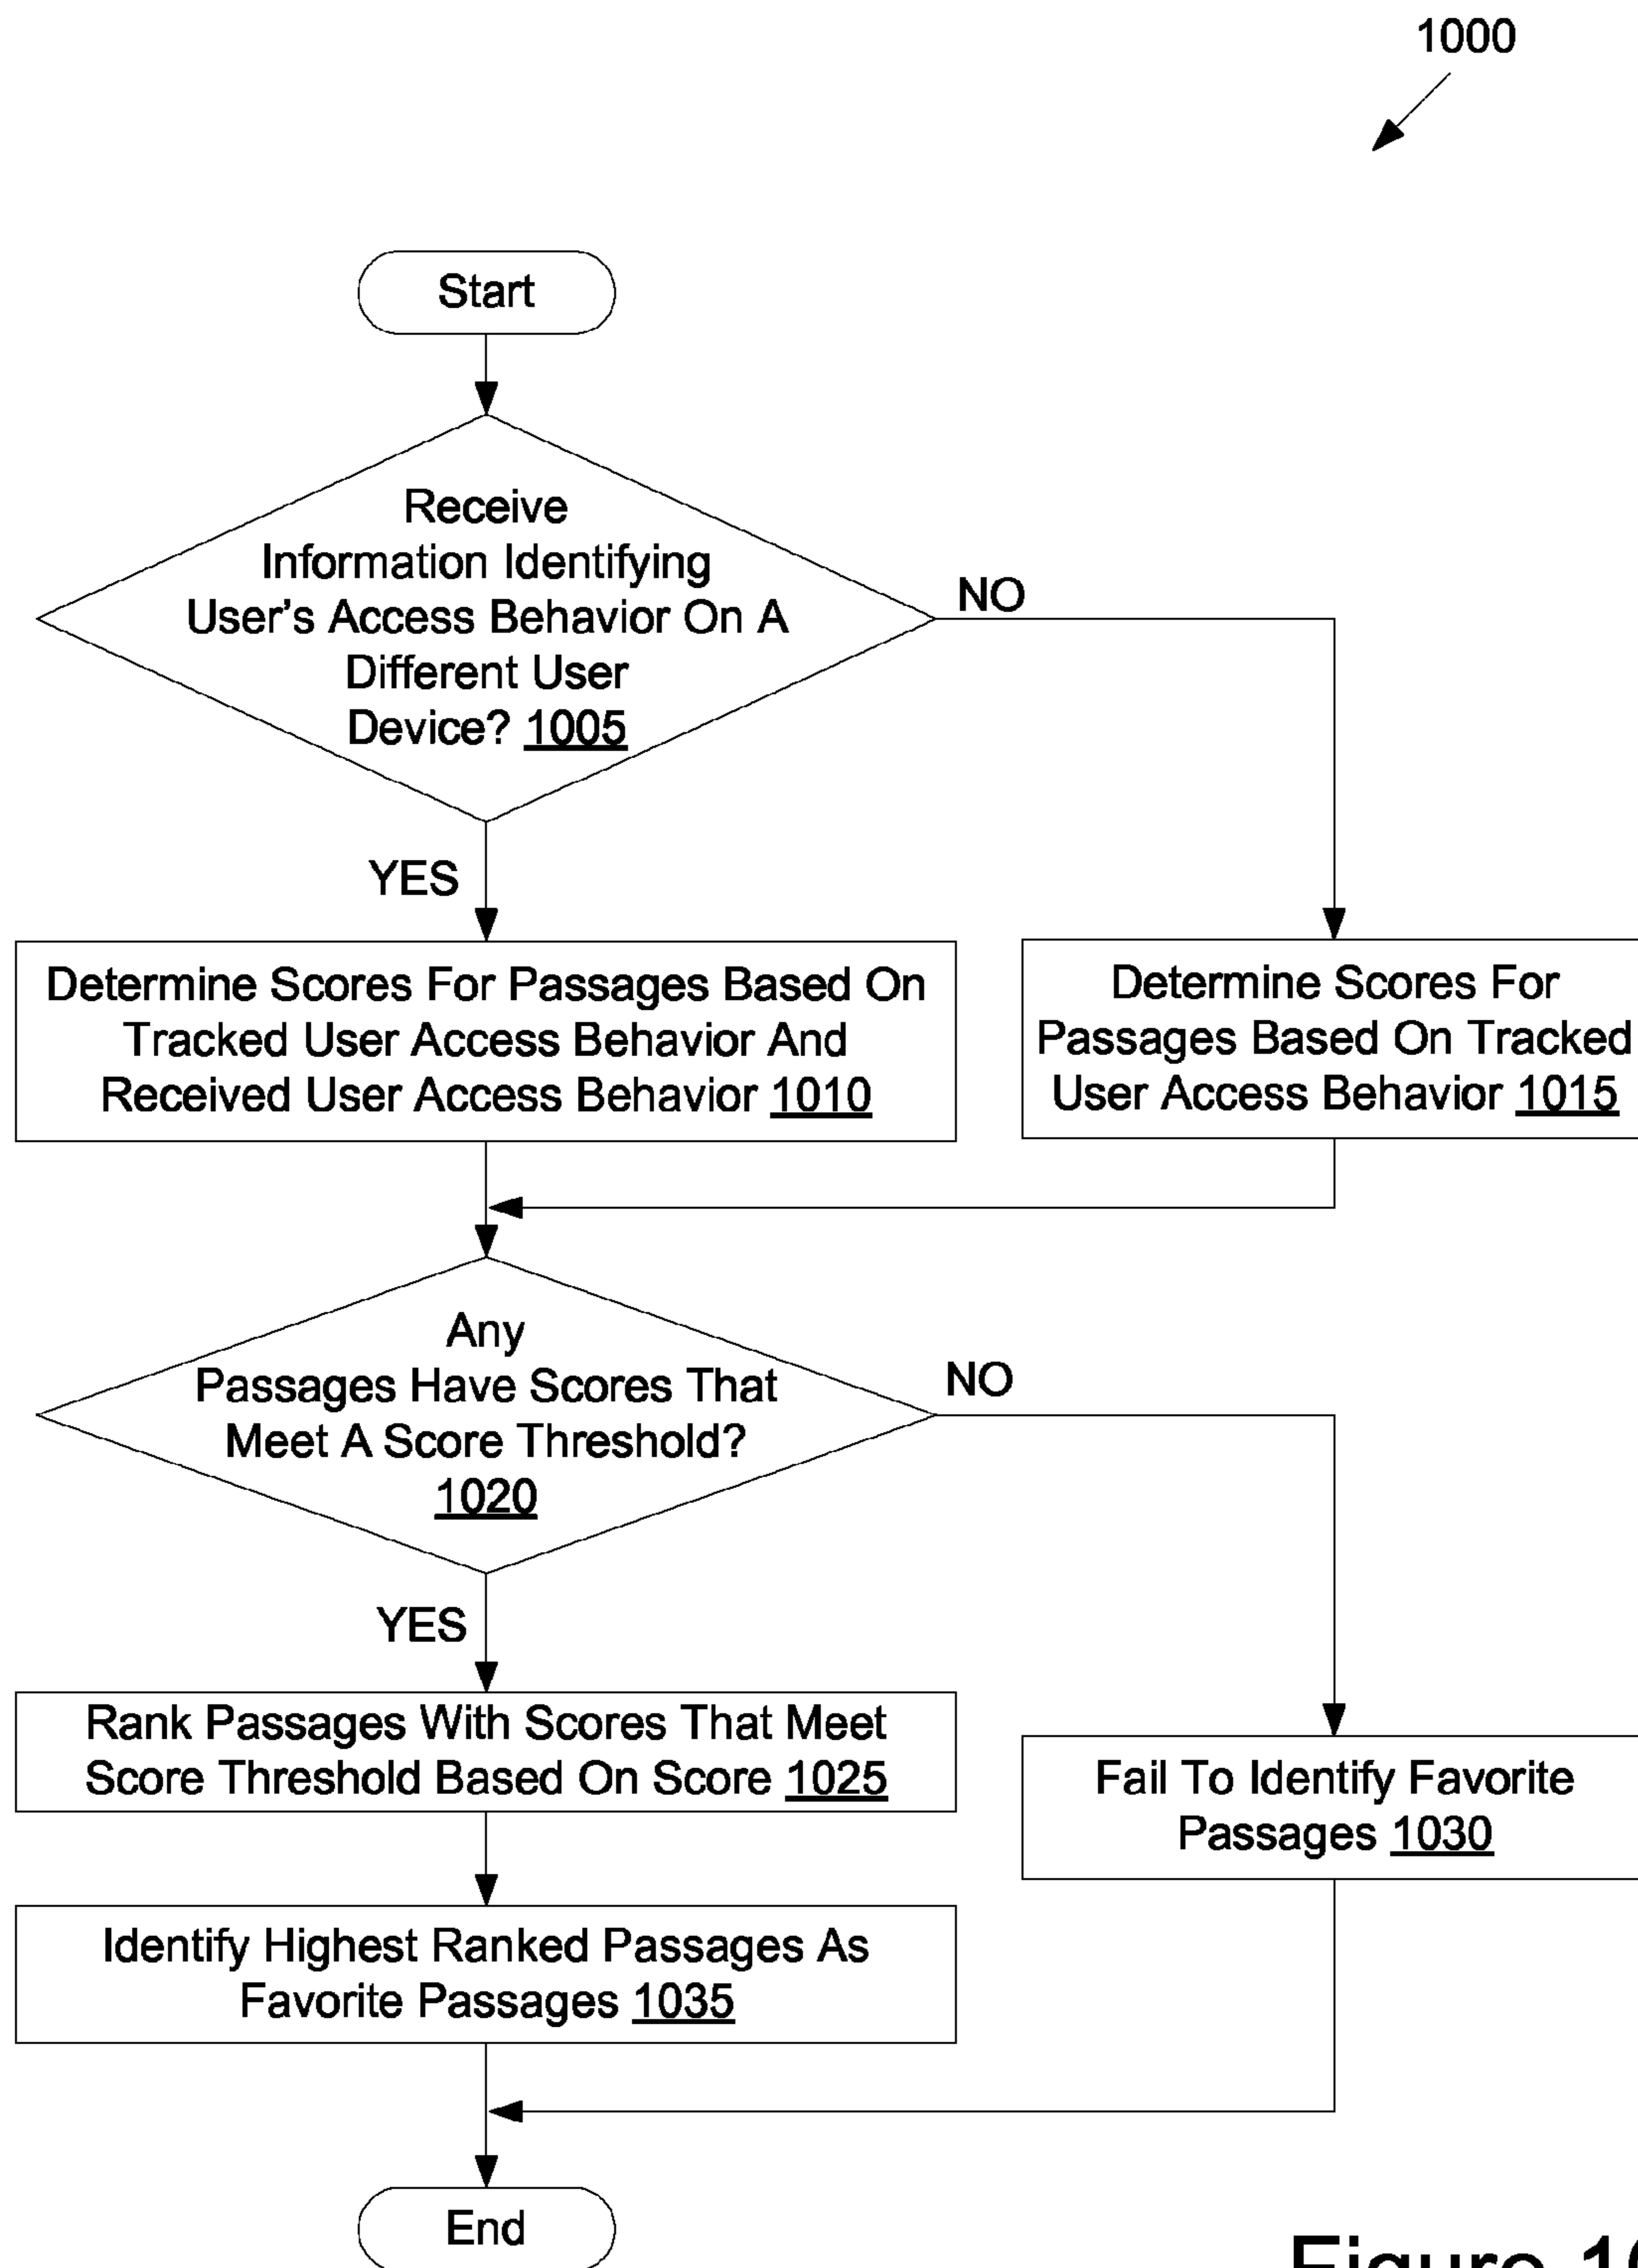 1000
Start
Receive
Information Identifying
User's Access Behavior On A
Different User
Device? 1005
NO
YES
Determine Scores For Passages Based On
Tracked User Access Behavior And
Received User Access Behavior 1010
Determine Scores For
Passages Based On Tracked
User Access Behavior 1015
Any
Passages Have Scores That
Meet A Score Threshold?
1020
NO
YES
Rank Passages With Scores That Meet
Score Threshold Based On Score 1025
Fail To Identify Favorite
Passages 1030
Identify Highest Ranked Passages As
Favorite Passages 1035
End
Figure